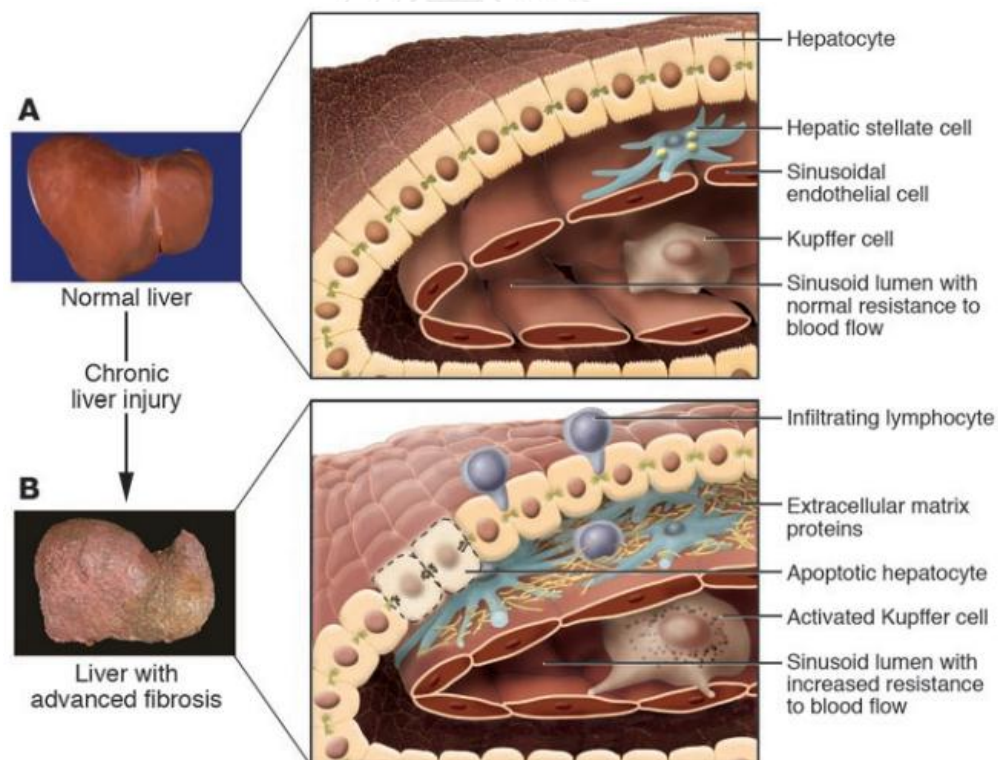 A
Normal liver
Chronic
liver injury
B
Liver with
advanced fibrosis
Hepatocyte
Hepatic stellate cell
Sinusoidal
endothelial cell
Kupffer cell
Sinusoid lumen with
normal resistance to
blood flow
Infiltrating lymphocyte
Extracellular matrix
proteins
Apoptotic hepatocyte
Activated Kupffer cell
Sinusoid lumen with
increased resistance
to blood flow